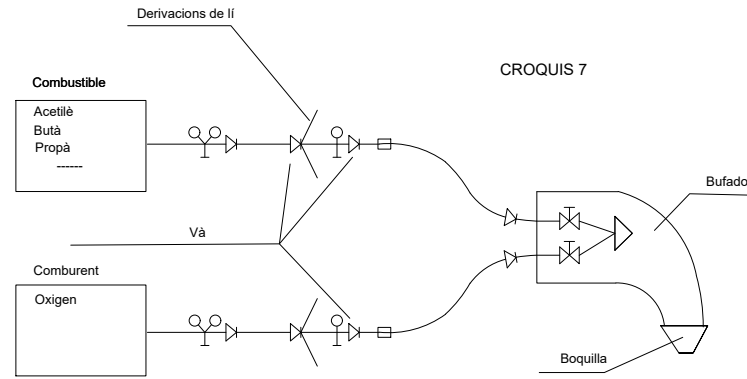 Derivacions de lí
CROQUIS 7
Combustible
Acetilè
Butà
Propà
------
Bufado
Và
Comburent
Oxigen
Boquilla